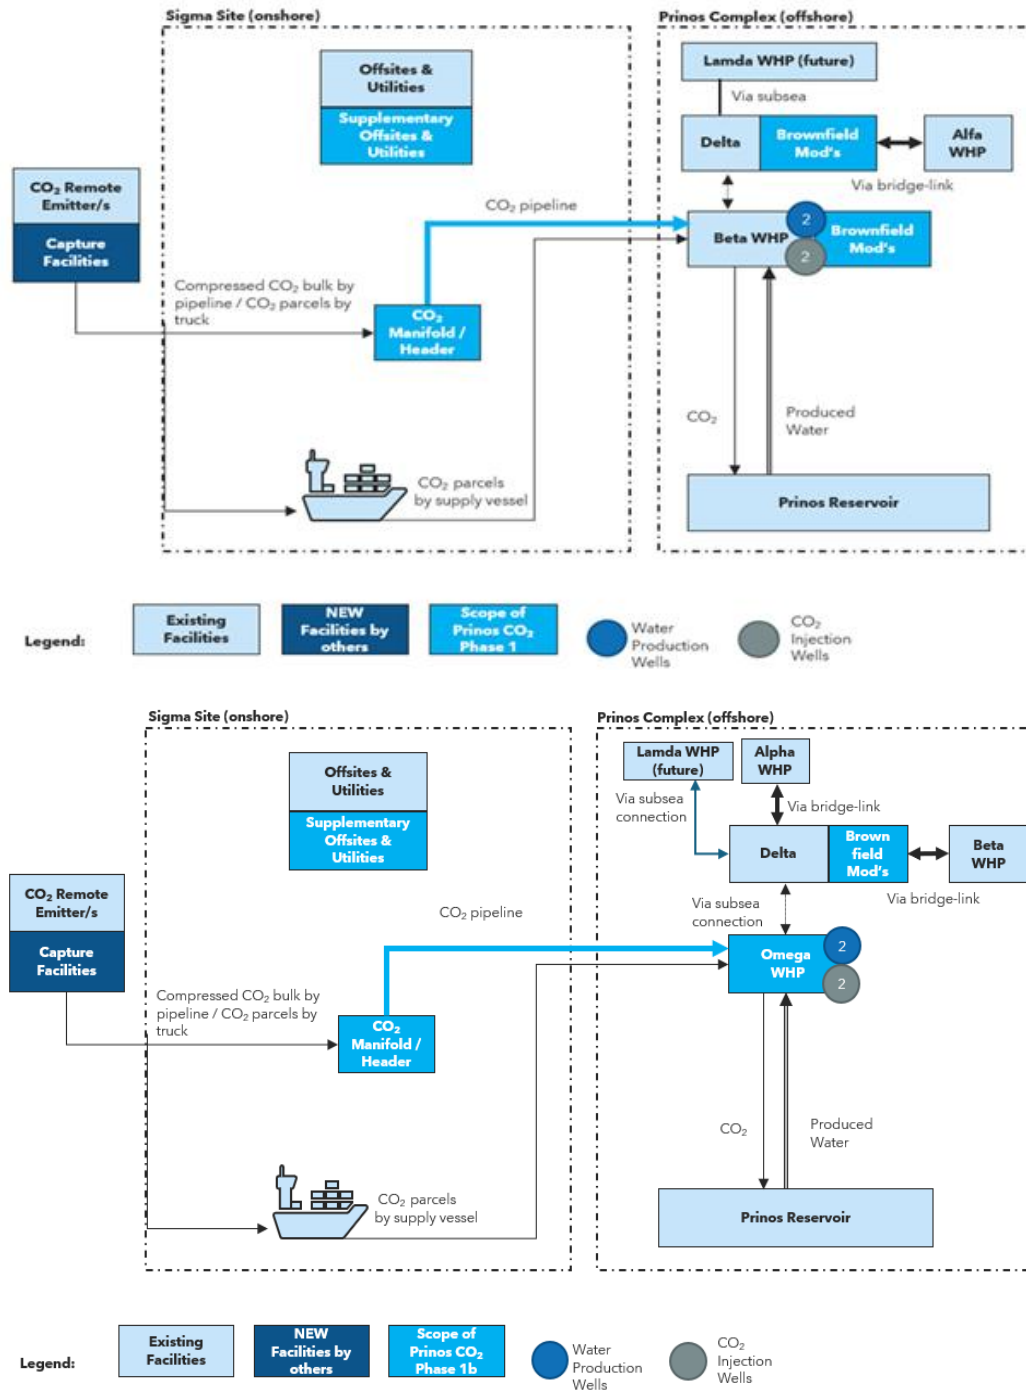 Sigma Site (onshore)
Prinos Complex (offshore)
Offsites &
Utilities
Supplementary
Offsites &
Utilities
Lamda WHP (future)
Via subsea
Delta
Brownfield
Mod's
Alfa
WHP
Via bridge-link
CO₂ Remote
Emitter/s
Capture
Facilities
CO₂ pipeline
Beta WHP
2
2
Brownfield
Mod's
Compressed CO₂ bulk by
pipeline / CO₂ parcels by
truck
CO₂
Manifold /
Header
CO₂
Produced
Water
CO₂ parcels
by supply vessel
Prinos Reservoir
Legend:
Existing
Facilities
NEW
Facilities by
others
Scope of
Prinos CO₂
Phase 1
Water
Production
Wells
CO₂
Injection
Wells
Sigma Site (onshore)
Prinos Complex (offshore)
Offsites &
Utilities
Supplementary
Offsites &
Utilities
Lamda WHP
(future)
Alpha
WHP
Via subsea
connection
Via bridge-link
Delta
Brown
field
Mod's
Beta
WHP
Via bridge-link
CO₂ Remote
Emitter/s
Capture
Facilities
CO₂ pipeline
Via subsea
connection
Omega
WHP
2
2
Compressed CO₂ bulk by
pipeline / CO₂ parcels by
truck
CO₂
Manifold /
Header
CO₂
Produced
Water
CO₂ parcels
by supply vessel
Prinos Reservoir
Legend:
Existing
Facilities
NEW
Facilities by
others
Scope of
Prinos CO₂
Phase 1b
Water
Production
Wells
CO₂
Injection
Wells